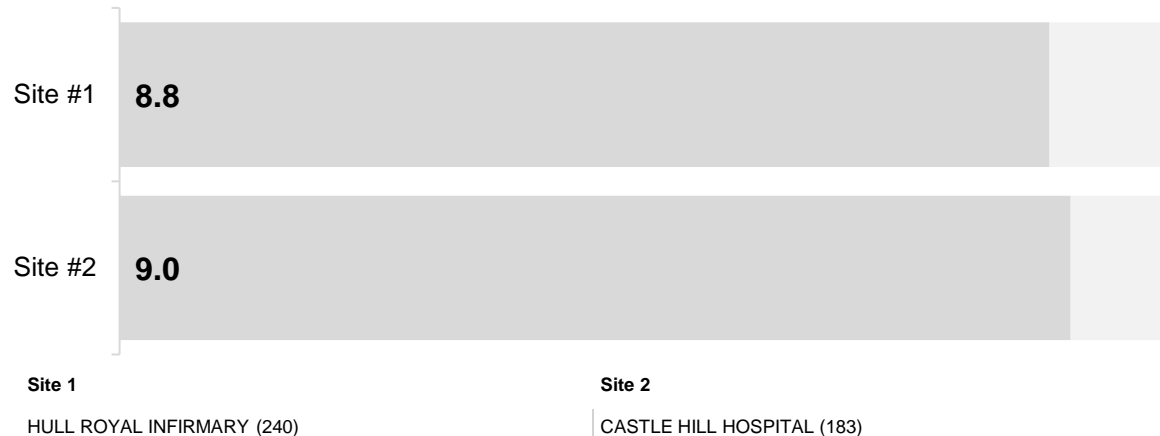 Site #1 8.8
Site #2 9.0
Site 1 Site 2
HULL ROYAL INFIRMARY (240) CASTLE HILL HOSPITAL (183)